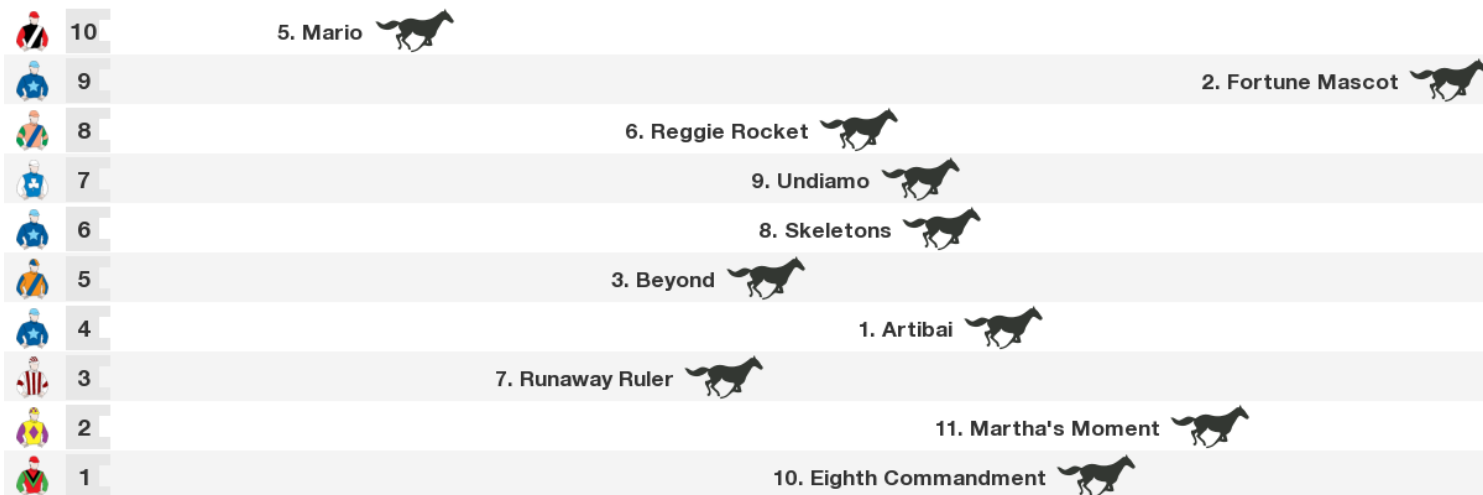 10 5. Mario
9 2. Fortune Mascot
8 6. Reggie Rocket
7 9. Undiamo
6 8. Skeletons
5 3. Beyond
4 1. Artibai
3 7. Runaway Ruler
2 11. Martha's Moment
1 10. Eighth Commandment